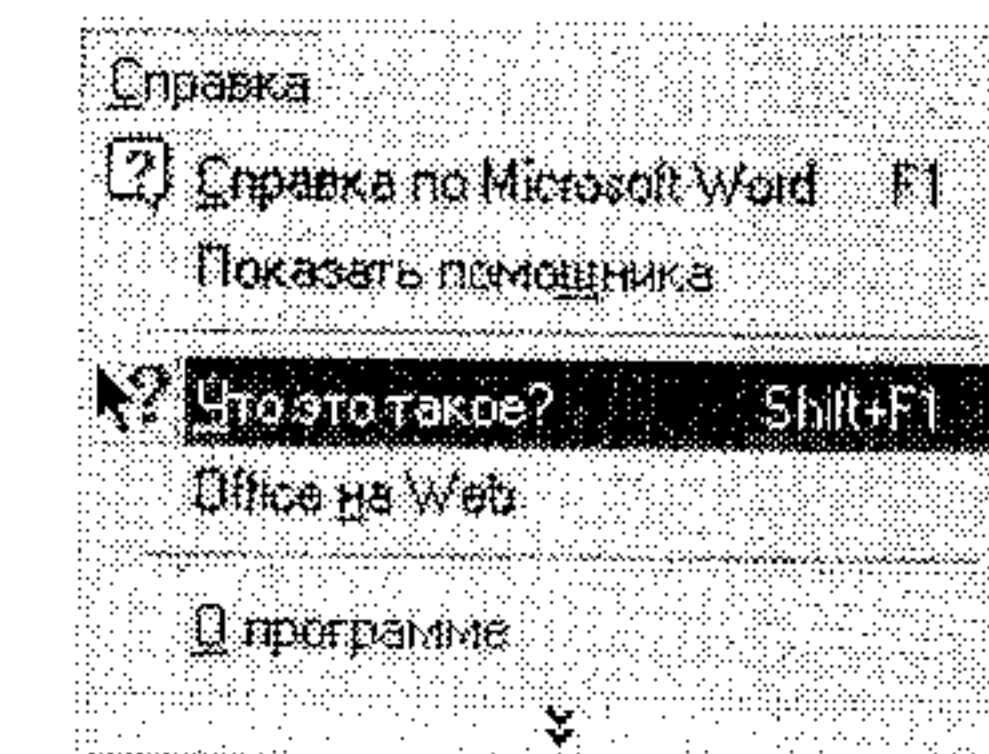 Справка
Справка по Microsoft Word F1
Показать помощника
Что это такое? Shift+F1
Office на Web
О программе